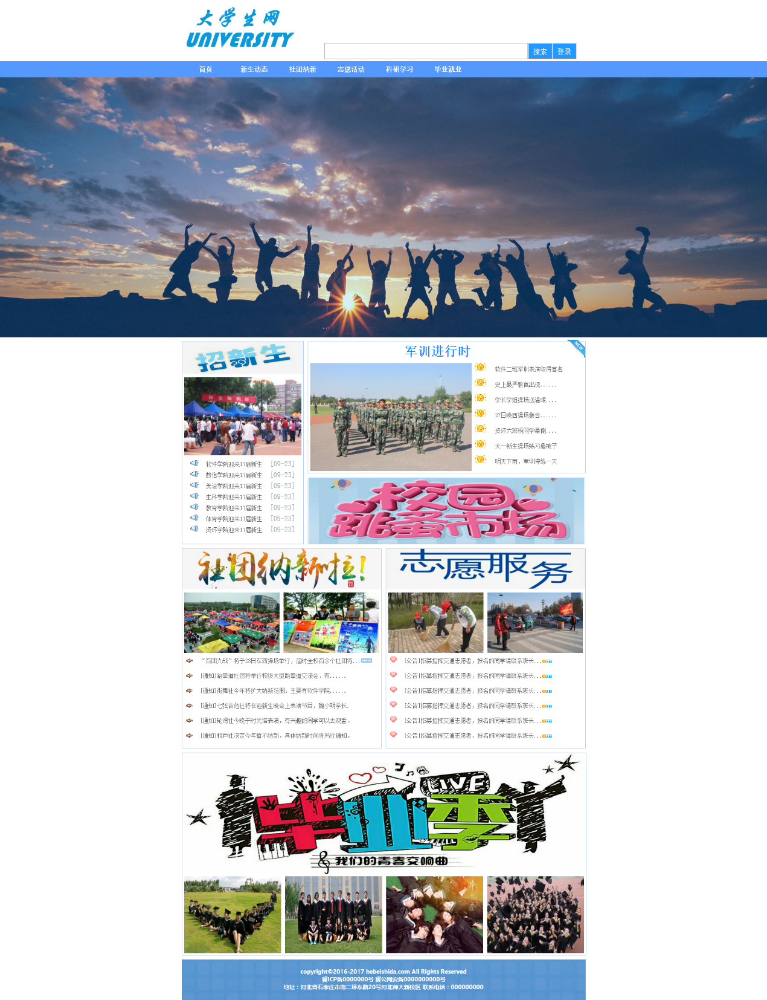 大学生网
UNIVERSITY
搜索 登录
首页 新生动态 社团纳新 志愿活动 科研学习 毕业就业
招新生
新生报到处
软件学院迎来17届新生 [09-23]
数信学院迎来17届新生 [09-23]
美设学院迎来17届新生 [09-23]
生科学院迎来17届新生 [09-23]
教育学院迎来17届新生 [09-23]
体育学院迎来17届新生 [09-23]
资环学院迎来17届新生 [09-23]
军训进行时
NEW
软件二班军训表演取得首名
史上最严教官出现......
学长学姐操场送温暖....
27日晚西操场集合......
资环六班杨同学晕倒....
大一新生操场练习叠被子
明天下雨，军训停练一天
校园
跳蚤市场
社团纳新啦!
“百团大战”将于23日在西操场举行，届时全校百余个社团将...
[通知]跆拳道社团将举行校级大型跆拳道交流会，有......
[通知]街舞社今年将扩大纳新范围，主要有软件学院......
[通知]七弦吉他社将在迎新生晚会上表演节目，魏小明学长.
[通知]轮滑社今晚于时光塔表演，有兴趣的同学可以去观看。
[通知]相声社决定今年暂不纳新，具体纳新时间将另行通知。
志愿服务
[公告]招募指挥交通志愿者，报名的同学请联系班长...
[公告]招募指挥交通志愿者，报名的同学请联系班长...
[公告]招募指挥交通志愿者，报名的同学请联系班长...
[公告]招募指挥交通志愿者，报名的同学请联系班长...
[公告]招募指挥交通志愿者，报名的同学请联系班长...
[公告]招募指挥交通志愿者，报名的同学请联系班长...
LIVE
毕业季
我们的青春交响曲
毕业季
copyright©2016-2017 hebeishida.com All Rights Reserved
冀ICP备0000000号 冀公网安备0000000000号
地址：河北省石家庄市南二环东路20号河北师大新校区 联系电话：000000000